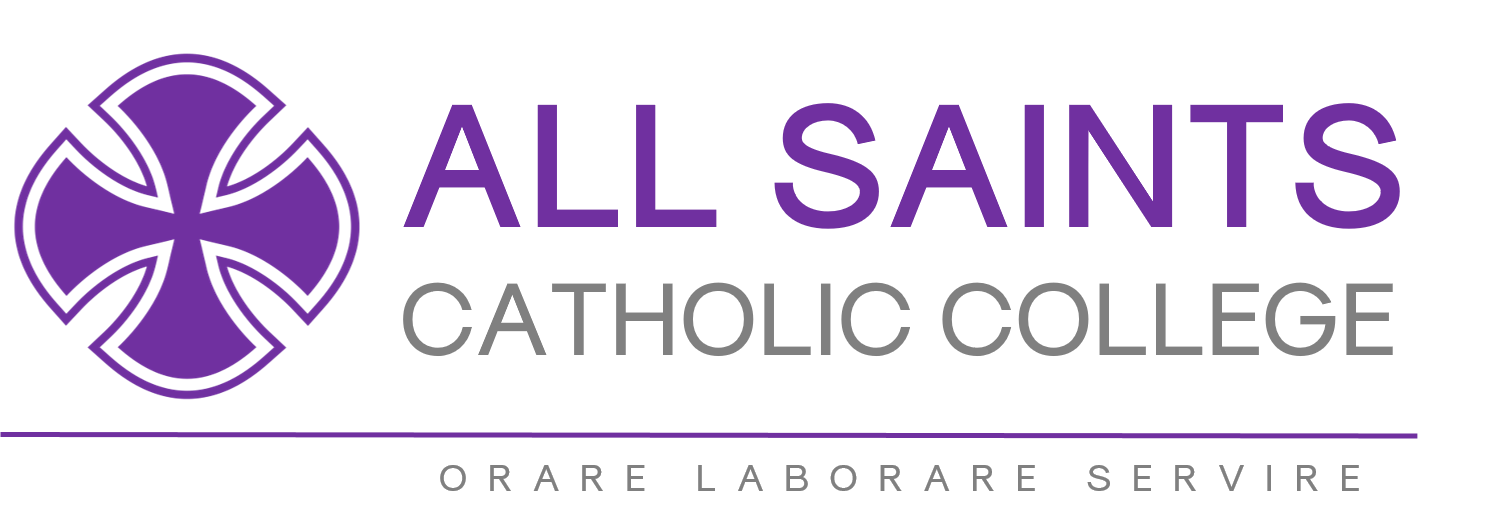 ALL SAINTS
CATHOLIC COLLEGE
ORARE LABORARE SERVIRE